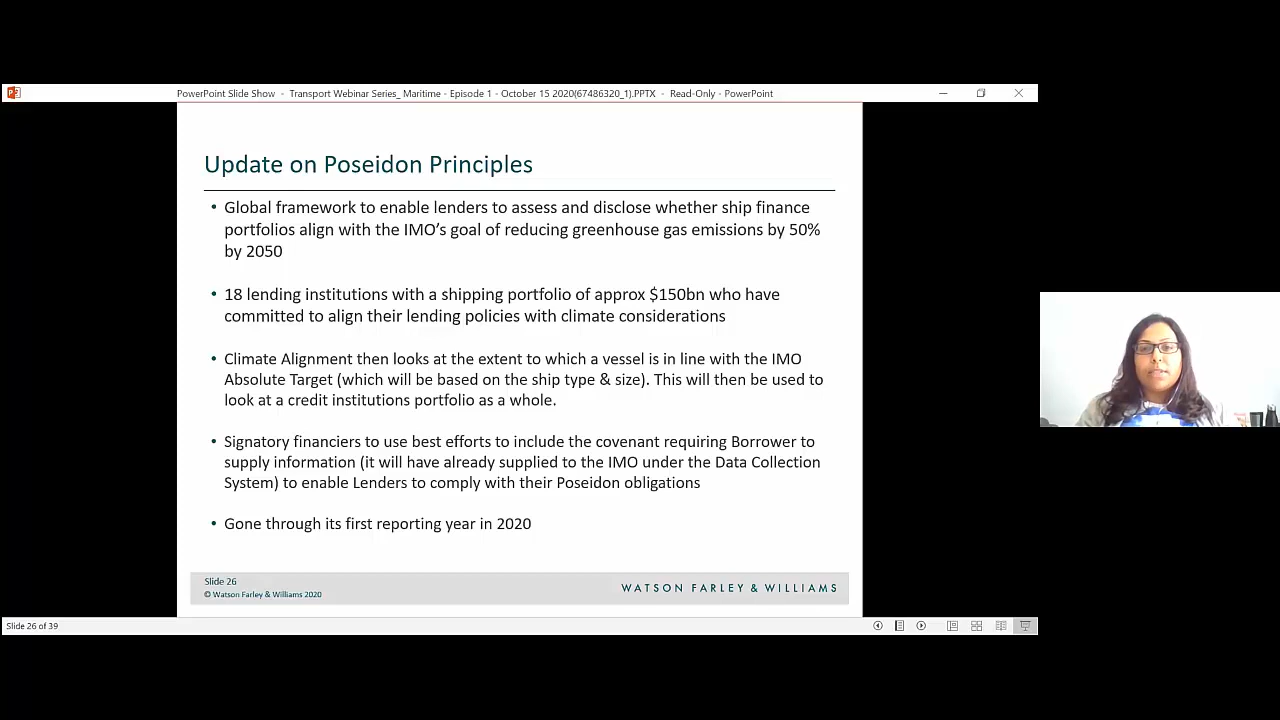 PowerPoint Slide Show - Transport Webinar Series_ Maritime - Episode 1 - October 15 2020(67486320_1).PPTX - Read-Only - PowerPoint
Update on Poseidon Principles
• Global framework to enable lenders to assess and disclose whether ship finance
portfolios align with the IMO's goal of reducing greenhouse gas emissions by 50%
by 2050
• 18 lending institutions with a shipping portfolio of approx $150bn who have
committed to align their lending policies with climate considerations
• Climate Alignment then looks at the extent to which a vessel is in line with the IMO
Absolute Target (which will be based on the ship type & size). This will then be used to
look at a credit institutions portfolio as a whole.
• Signatory financiers to use best efforts to include the covenant requiring Borrower to
supply information (it will have already supplied to the IMO under the Data Collection
System) to enable Lenders to comply with their Poseidon obligations
• Gone through its first reporting year in 2020
Slide 26
© Watson Farley & Williams 2020
WATSON FARLEY & WILLIAMS
Slide 26 of 39